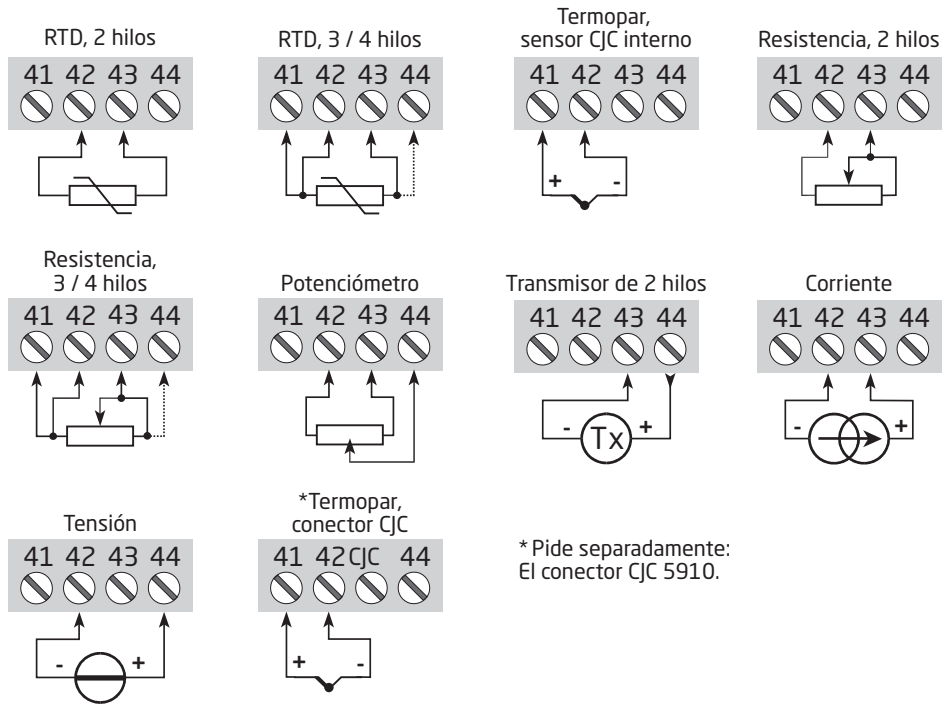 RTD, 2 hilos
41 42 43 44
RTD, 3 / 4 hilos
41 42 43 44
Termopar,
sensor CJC interno
41 42 43 44
+ -
Resistencia, 2 hilos
41 42 43 44
Resistencia,
3 / 4 hilos
41 42 43 44
Potenciómetro
41 42 43 44
Transmisor de 2 hilos
41 42 43 44
- Tx +
Corriente
41 42 43 44
- +
Tensión
41 42 43 44
- +
*Termopar,
conector CJC
41 42 CJC 44
+ -
* Pide separadamente:
El conector CJC 5910.